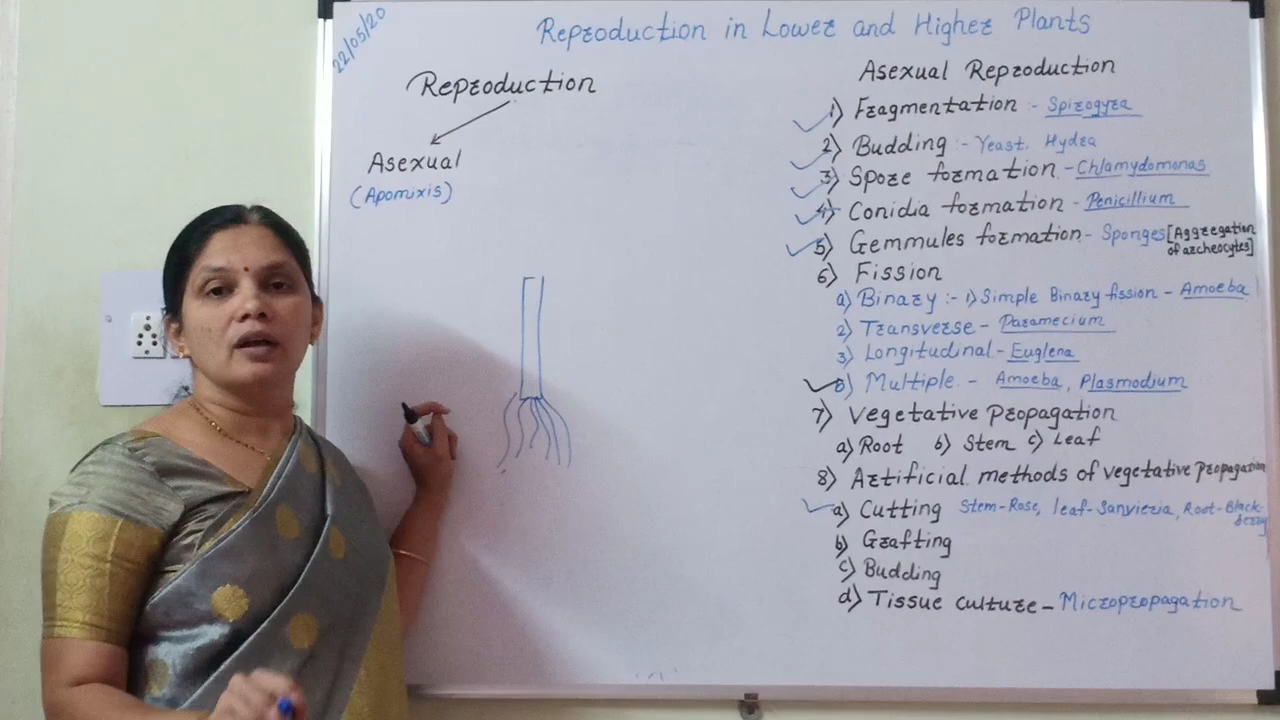 22/05/20
Reproduction in Lower and Higher Plants
Reproduction
Asexual
(Apomixis)
Asexual Reproduction
1) Fragmentation :- Spirogyra
2) Budding :- Yeast, Hydra
3) Spore formation - Chlamydomonas
4) Conidia formation - Penicillium
5) Gemmules formation - Sponges [Aggregation
of archeocytes]
6) Fission
a) Binary :- 1) Simple Binary fission - Amoeba
2) Transverse - Paramecium
3) Longitudinal - Euglena
b) Multiple - Amoeba, Plasmodium
7) Vegetative Propagation
a) Root b) Stem c) Leaf
8) Artificial methods of vegetative propagation
a) Cutting Stem-Rose, leaf-Sanvieria, Root-Black-
berry
b) Grafting
c) Budding
d) Tissue culture - Micropropagation